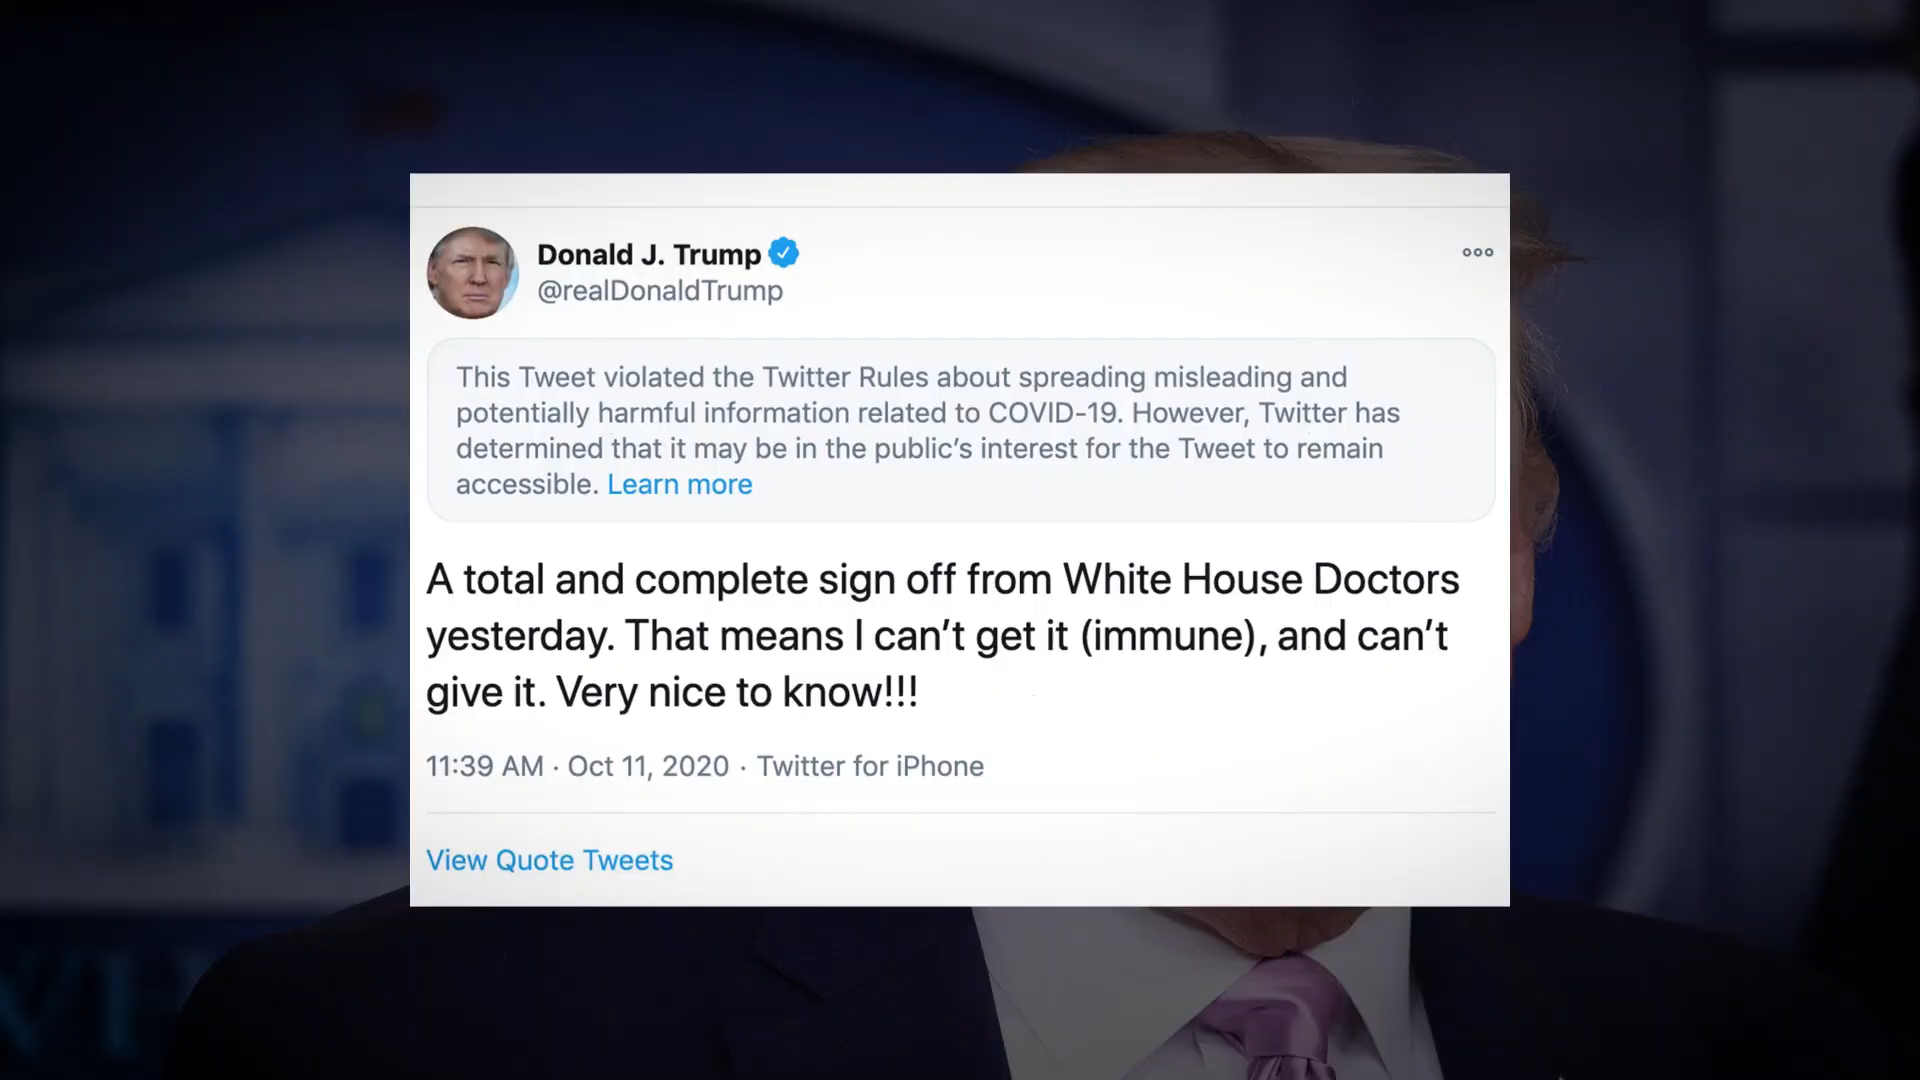 Donald J. Trump
@realDonaldTrump
This Tweet violated the Twitter Rules about spreading misleading and
potentially harmful information related to COVID-19. However, Twitter has
determined that it may be in the public’s interest for the Tweet to remain
accessible. Learn more
A total and complete sign off from White House Doctors
yesterday. That means I can’t get it (immune), and can’t
give it. Very nice to know!!!
11:39 AM · Oct 11, 2020 · Twitter for iPhone
View Quote Tweets